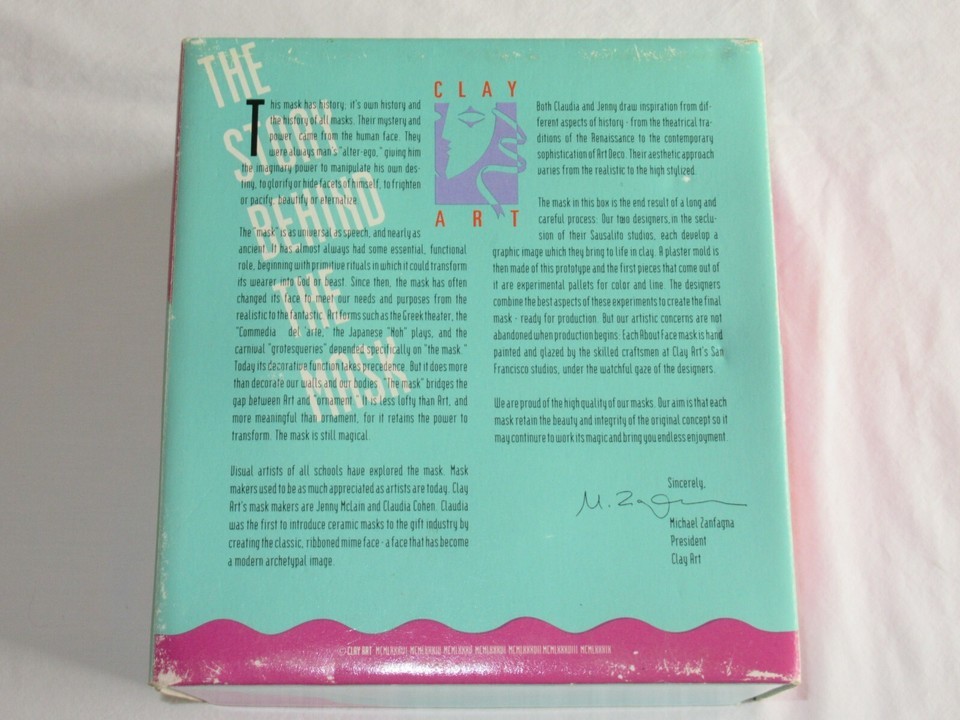 THE
STORY
BEHIND
THE
MASK
This mask has history; it's own history and
the history of all masks. Their mystery and
power came from the human face. They
were always man's "alter-ego," giving him
the imaginary power to manipulate his own des-
tiny, to glorify or hide facets of himself, to frighten
or pacify, beautify or eternalize.
The "mask" is as universal as speech, and nearly as
ancient. It has almost always had some essential, functional
role, beginning with primitive rituals in which it could transform
its wearer into God or beast. Since then, the mask has often
changed its face to meet our needs and purposes from the
realistic to the fantastic. Art forms such as the Greek theater, the
"Commedia del 'arte," the Japanese "Noh" plays, and the
carnival "grotesqueries" depended specifically on "the mask."
Today its decorative function takes precedence. But it does more
than decorate our walls and our bodies. "The mask" bridges the
gap between Art and "ornament." It is less lofty than Art, and
more meaningful than ornament, for it retains the power to
transform. The mask is still magical.
Visual artists of all schools have explored the mask. Mask
makers used to be as much appreciated as artists are today. Clay
Art's mask makers are Jenny McLain and Claudia Cohen. Claudia
was the first to introduce ceramic masks to the gift industry by
creating the classic, ribboned mime face - a face that has become
a modern archetypal image.
CLAY
ART
Both Claudia and Jenny draw inspiration from dif-
ferent aspects of history - from the theatrical tra-
ditions of the Renaissance to the contemporary
sophistication of Art Deco. Their aesthetic approach
varies from the realistic to the high stylized.
The mask in this box is the end result of a long and
careful process: Our two designers, in the seclu-
sion of their Sausalito studios, each develop a
graphic image which they bring to life in clay. A plaster mold is
then made of this prototype and the first pieces that come out of
it are experimental pallets for color and line. The designers
combine the best aspects of these experiments to create the final
mask - ready for production. But our artistic concerns are not
abandoned when production begins: Each About Face mask is hand
painted and glazed by the skilled craftsmen at Clay Art's San
Francisco studios, under the watchful gaze of the designers.
We are proud of the high quality of our masks. Our aim is that each
mask retain the beauty and integrity of the original concept so it
may continue to work its magic and bring you endless enjoyment.
Sincerely,
M. Zanfagna
Michael Zanfagna
President
Clay Art
© CLAY ART